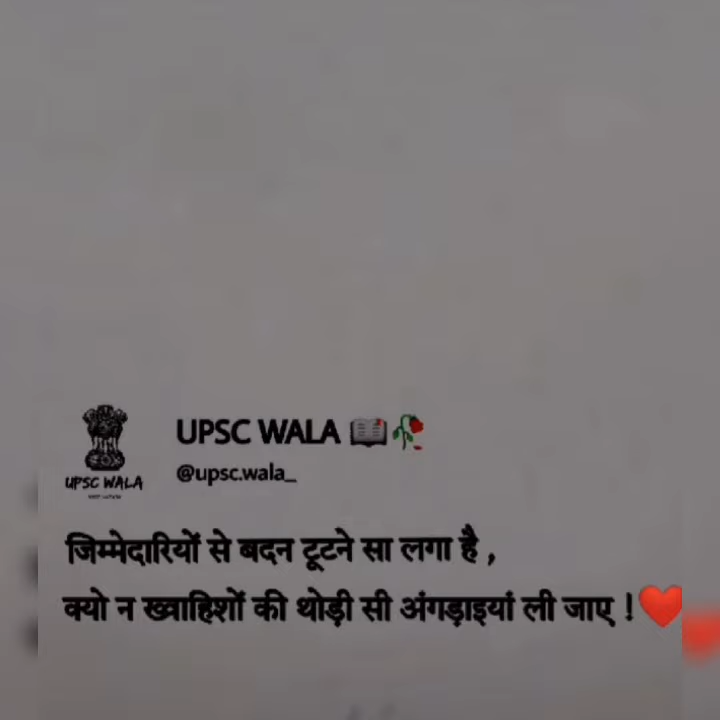 UPSC WALA 📖🥀
UPSC WALA
@upsc.wala_
जिम्मेदारियों से बदन टूटने सा लगा है ,
क्यो न ख्वाहिशों की थोड़ी सी अंगड़ाइयां ली जाए ! ❤️